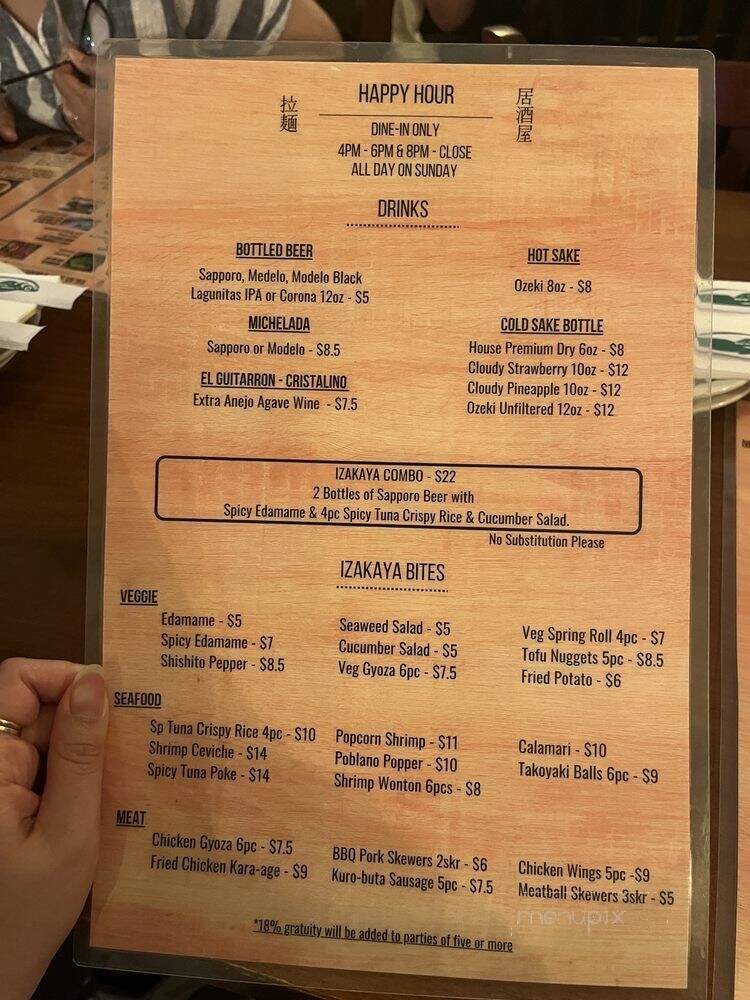 拉麺
居酒屋
HAPPY HOUR
DINE-IN ONLY
4PM - 6PM & 8PM - CLOSE
ALL DAY ON SUNDAY
DRINKS
BOTTLED BEER
Sapporo, Medelo, Modelo Black
Lagunitas IPA or Corona 12oz - $5
MICHELADA
Sapporo or Modelo - $8.5
EL GUITARRON - CRISTALINO
Extra Anejo Agave Wine - $7.5
HOT SAKE
Ozeki 8oz - $8
COLD SAKE BOTTLE
House Premium Dry 6oz - $8
Cloudy Strawberry 10oz - $12
Cloudy Pineapple 10oz - $12
Ozeki Unfiltered 12oz - $12
IZAKAYA COMBO - $22
2 Bottles of Sapporo Beer with
Spicy Edamame & 4pc Spicy Tuna Crispy Rice & Cucumber Salad.
No Substitution Please
IZAKAYA BITES
VEGGIE
Edamame - $5
Spicy Edamame - $7
Shishito Pepper - $8.5
Seaweed Salad - $5
Cucumber Salad - $5
Veg Gyoza 6pc - $7.5
Veg Spring Roll 4pc - $7
Tofu Nuggets 5pc - $8.5
Fried Potato - $6
SEAFOOD
Sp Tuna Crispy Rice 4pc - $10
Shrimp Ceviche - $14
Spicy Tuna Poke - $14
Popcorn Shrimp - $11
Poblano Popper - $10
Shrimp Wonton 6pcs - $8
Calamari - $10
Takoyaki Balls 6pc - $9
MEAT
Chicken Gyoza 6pc - $7.5
Fried Chicken Kara-age - $9
BBQ Pork Skewers 2skr - $6
Kuro-buta Sausage 5pc - $7.5
Chicken Wings 5pc -$9
Meatball Skewers 3skr - $5
menupix
*18% gratuity will be added to parties of five or more